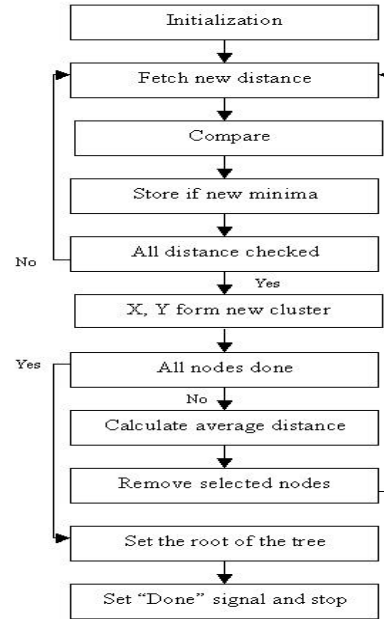 Initialization
Fetch new distance
Compare
Store if new minima
All distance checked
No
Yes
X, Y form new cluster
Yes
All nodes done
No
Calculate average distance
Remove selected nodes
Set the root of the tree
Set “Done” signal and stop